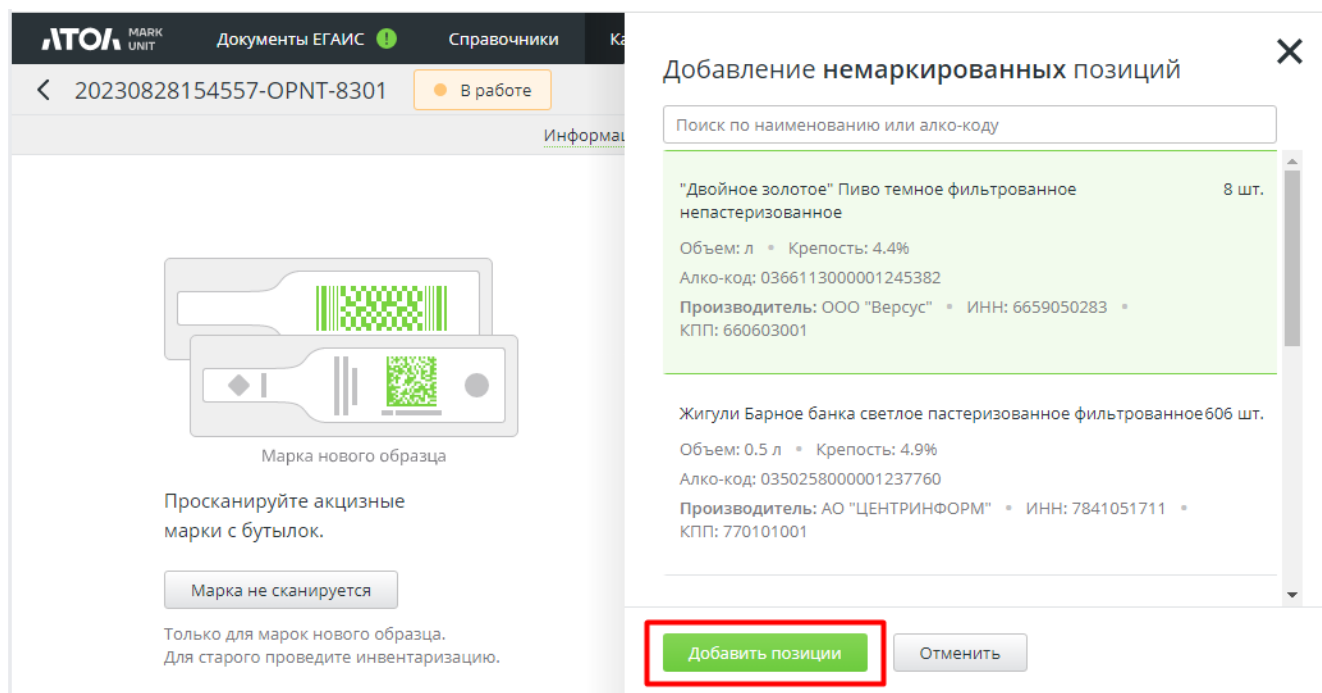 АТОЛ MARK UNIT Документы ЕГАИС ! Справочники Ка
20230828154557-OPNT-8301 В работе
Информац
Марка нового образца
Просканируйте акцизные
марки с бутылок.
Марка не сканируется
Только для марок нового образца.
Для старого проведите инвентаризацию.
Добавление немаркированных позиций
Поиск по наименованию или алко-коду
"Двойное золотое" Пиво темное фильтрованное 8 шт.
непастеризованное
Объем: л • Крепость: 4.4%
Алко-код: 0366113000001245382
Производитель: ООО "Версус" • ИНН: 6659050283 •
КПП: 660603001
Жигули Барное банка светлое пастеризованное фильтрованное 606 шт.
Объем: 0.5 л • Крепость: 4.9%
Алко-код: 0350258000001237760
Производитель: АО "ЦЕНТРИНФОРМ" • ИНН: 7841051711 •
КПП: 770101001
Добавить позиции Отменить